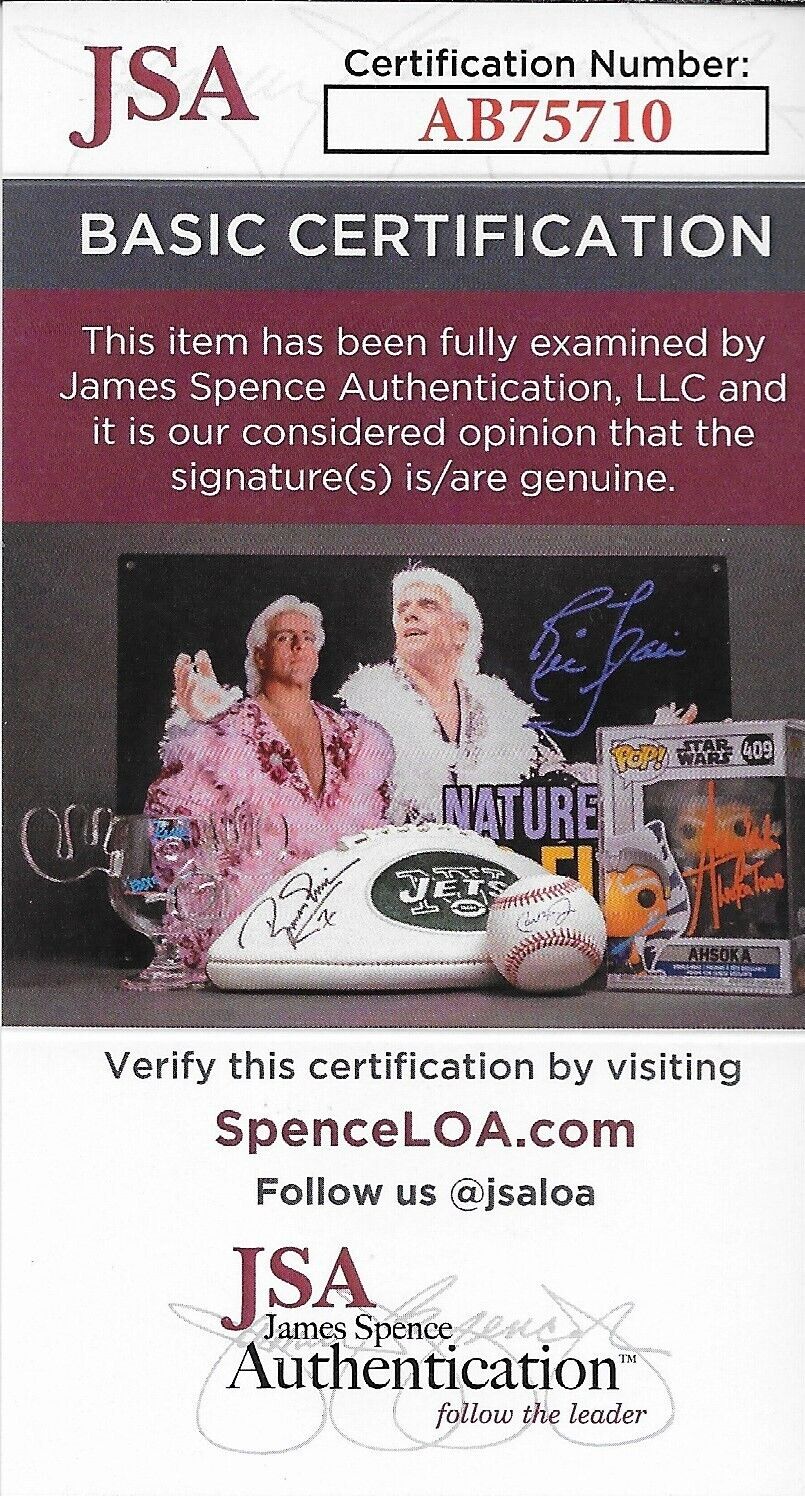 JSA
Certification Number:
AB75710
BASIC CERTIFICATION
This item has been fully examined by
James Spence Authentication, LLC and
it is our considered opinion that the
signature(s) is/are genuine.
Ric Flair
NATURE
POP!
STAR
WARS
409
JETS
AHSOKA
Verify this certification by visiting
SpenceLOA.com
Follow us @jsaloa
JSA
James Spence
Authentication™
follow the leader